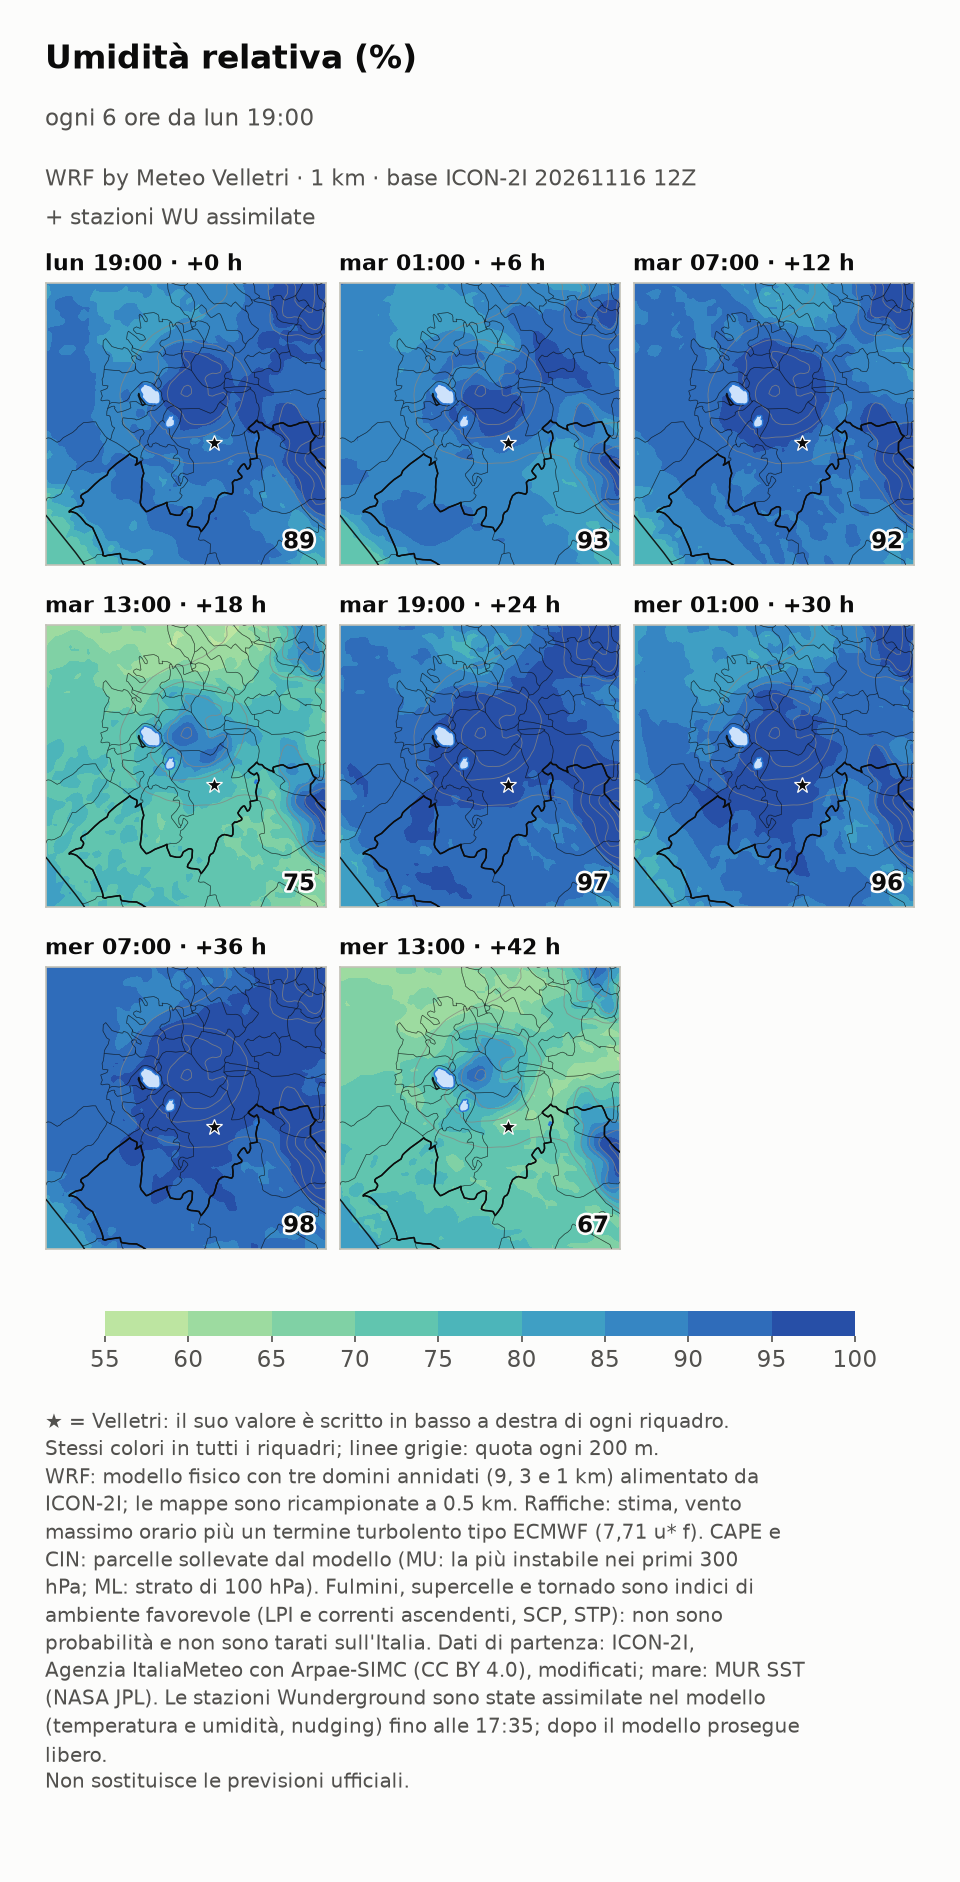 Umidità relativa (%)
ogni 6 ore da lun 19:00
WRF by Meteo Velletri · 1 km · base ICON-2I 20261116 12Z
+ stazioni WU assimilate
lun 19:00 · +0 h
mar 01:00 · +6 h
mar 07:00 · +12 h
89
93
92
mar 13:00 · +18 h
mar 19:00 · +24 h
mer 01:00 · +30 h
75
97
96
mer 07:00 · +36 h
mer 13:00 · +42 h
98
67
55 60 65 70 75 80 85 90 95 100
★ = Velletri: il suo valore è scritto in basso a destra di ogni riquadro.
Stessi colori in tutti i riquadri; linee grigie: quota ogni 200 m.
WRF: modello fisico con tre domini annidati (9, 3 e 1 km) alimentato da
ICON-2I; le mappe sono ricampionate a 0.5 km. Raffiche: stima, vento
massimo orario più un termine turbolento tipo ECMWF (7,71 u* f). CAPE e
CIN: parcelle sollevate dal modello (MU: la più instabile nei primi 300
hPa; ML: strato di 100 hPa). Fulmini, supercelle e tornado sono indici di
ambiente favorevole (LPI e correnti ascendenti, SCP, STP): non sono
probabilità e non sono tarati sull'Italia. Dati di partenza: ICON-2I,
Agenzia ItaliaMeteo con Arpae-SIMC (CC BY 4.0), modificati; mare: MUR SST
(NASA JPL). Le stazioni Wunderground sono state assimilate nel modello
(temperatura e umidità, nudging) fino alle 17:35; dopo il modello prosegue
libero.
Non sostituisce le previsioni ufficiali.